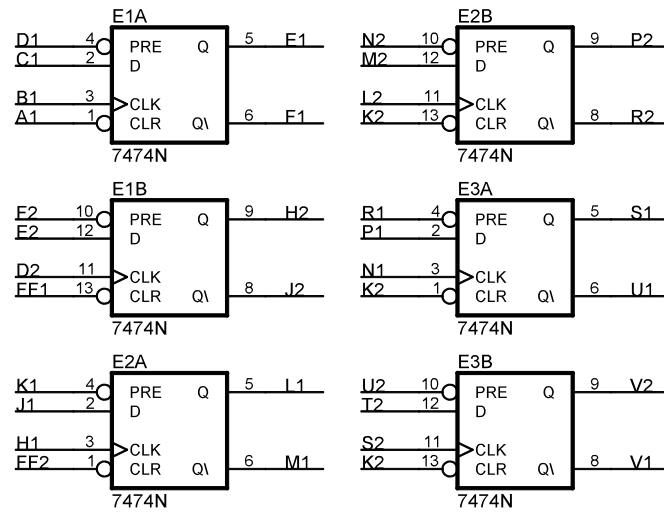 E1A
D1 4 PRE Q 5 E1
C1 2 D
B1 3 CLK
A1 1 CLR Q\ 6 F1
7474N
E2B
N2 10 PRE Q 9 P2
M2 12 D
L2 11 CLK
K2 13 CLR Q\ 8 R2
7474N
E1B
F2 10 PRE Q 9 H2
E2 12 D
D2 11 CLK
FF1 13 CLR Q\ 8 J2
7474N
E3A
R1 4 PRE Q 5 S1
P1 2 D
N1 3 CLK
K2 1 CLR Q\ 6 U1
7474N
E2A
K1 4 PRE Q 5 L1
J1 2 D
H1 3 CLK
FF2 1 CLR Q\ 6 M1
7474N
E3B
U2 10 PRE Q 9 V2
T2 12 D
S2 11 CLK
K2 13 CLR Q\ 8 V1
7474N